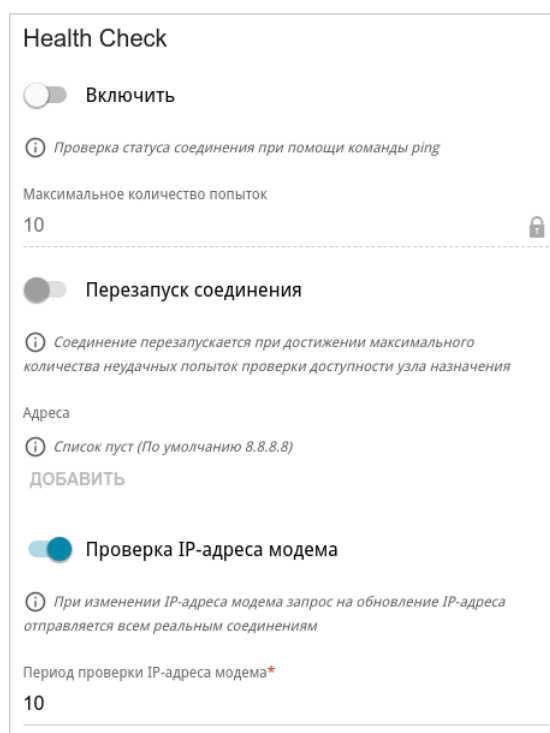 Health Check
Включить
Проверка статуса соединения при помощи команды ping
Максимальное количество попыток
10
Перезапуск соединения
Соединение перезапускается при достижении максимального
количества неудачных попыток проверки доступности узла назначения
Адреса
Список пуст (По умолчанию 8.8.8.8)
ДОБАВИТЬ
Проверка IP-адреса модема
При изменении IP-адреса модема запрос на обновление IP-адреса
отправляется всем реальным соединениям
Период проверки IP-адреса модема*
10